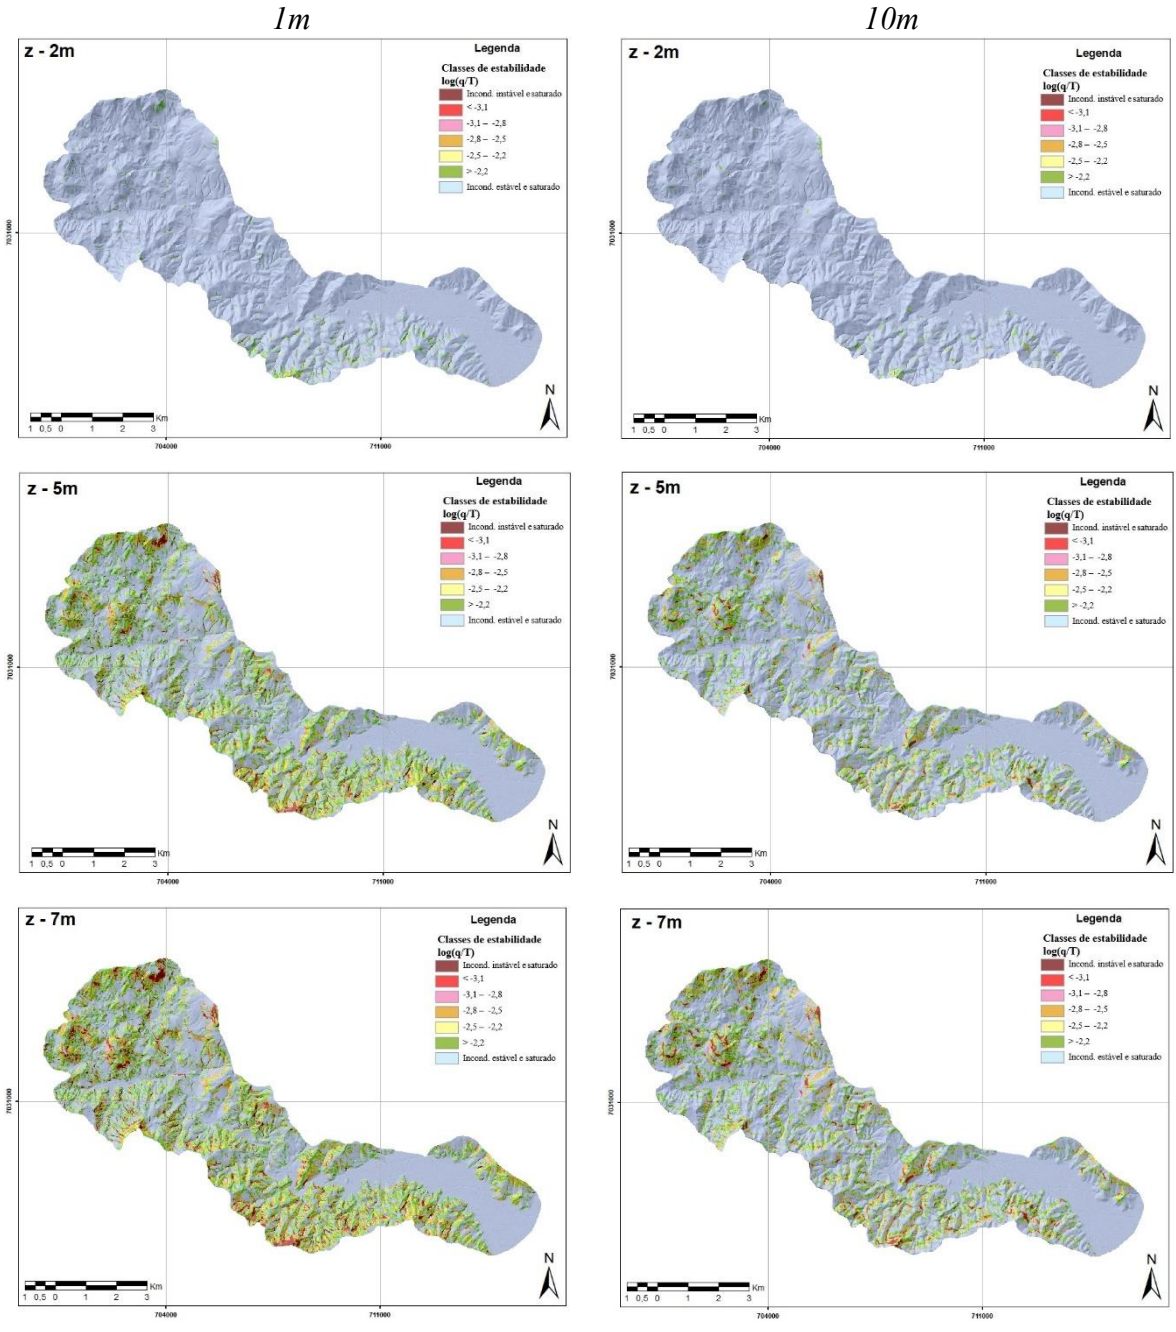 1m
10m
z - 2m
Legenda
Classes de estabilidade
log(q/T)
Incond. instável e saturado
< -3,1
-3,1 – -2,8
-2,8 – -2,5
-2,5 – -2,2
> -2,2
Incond. estável e saturado
7031000
N
Km
1 0,5 0 1 2 3
704000 711000
z - 2m
Legenda
Classes de estabilidade
log(q/T)
Incond. instável e saturado
< -3,1
-3,1 – -2,8
-2,8 – -2,5
-2,5 – -2,2
> -2,2
Incond. estável e saturado
7031000
N
Km
1 0,5 0 1 2 3
704000 711000
z - 5m
Legenda
Classes de estabilidade
log(q/T)
Incond. instável e saturado
< -3,1
-3,1 – -2,8
-2,8 – -2,5
-2,5 – -2,2
> -2,2
Incond. estável e saturado
7031000
N
Km
1 0,5 0 1 2 3
704000 711000
z - 5m
Legenda
Classes de estabilidade
log(q/T)
Incond. instável e saturado
< -3,1
-3,1 – -2,8
-2,8 – -2,5
-2,5 – -2,2
> -2,2
Incond. estável e saturado
7031000
N
Km
1 0,5 0 1 2 3
704000 711000
z - 7m
Legenda
Classes de estabilidade
log(q/T)
Incond. instável e saturado
< -3,1
-3,1 – -2,8
-2,8 – -2,5
-2,5 – -2,2
> -2,2
Incond. estável e saturado
7031000
N
Km
1 0,5 0 1 2 3
704000 711000
z - 7m
Legenda
Classes de estabilidade
log(q/T)
Incond. instável e saturado
< -3,1
-3,1 – -2,8
-2,8 – -2,5
-2,5 – -2,2
> -2,2
Incond. estável e saturado
7031000
N
Km
1 0,5 0 1 2 3
704000 711000